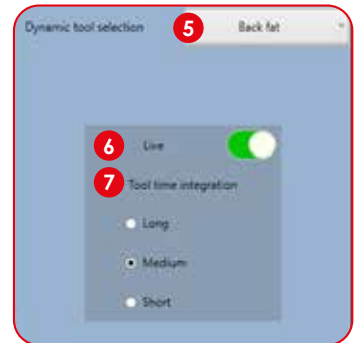 Dynamic tool selection 5 Back fat
6 Live
7 Tool time integration
Long
Medium
Short